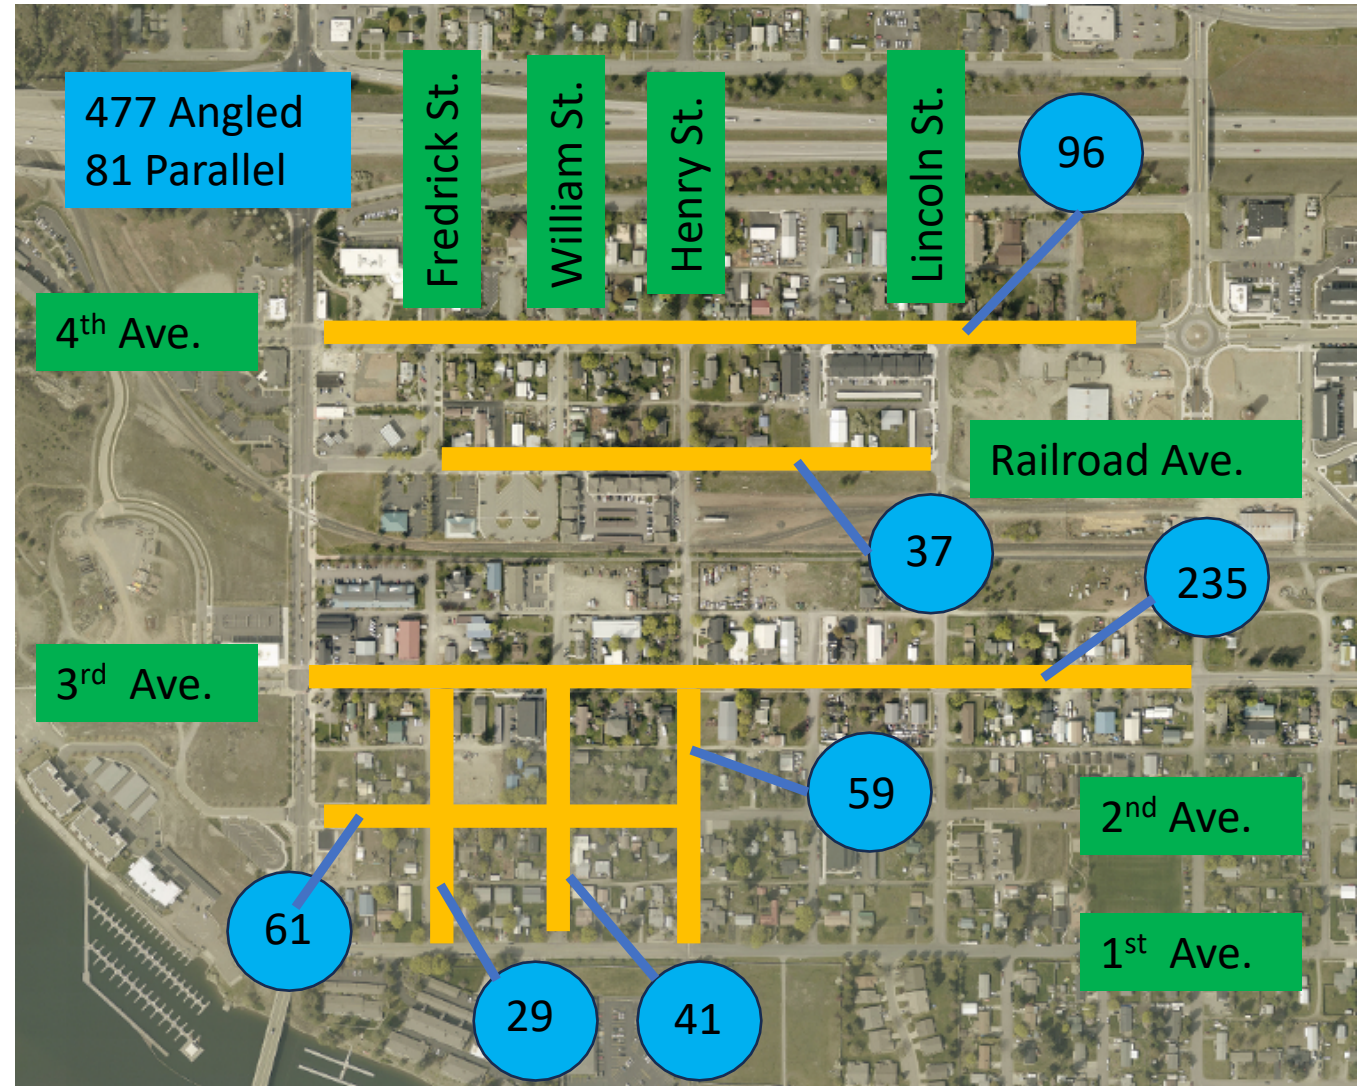 477 Angled
81 Parallel
Fredrick St.
William St.
Henry St.
Lincoln St.
96
4th Ave.
Railroad Ave.
37
235
3rd Ave.
59
2nd Ave.
61
1st Ave.
29
41